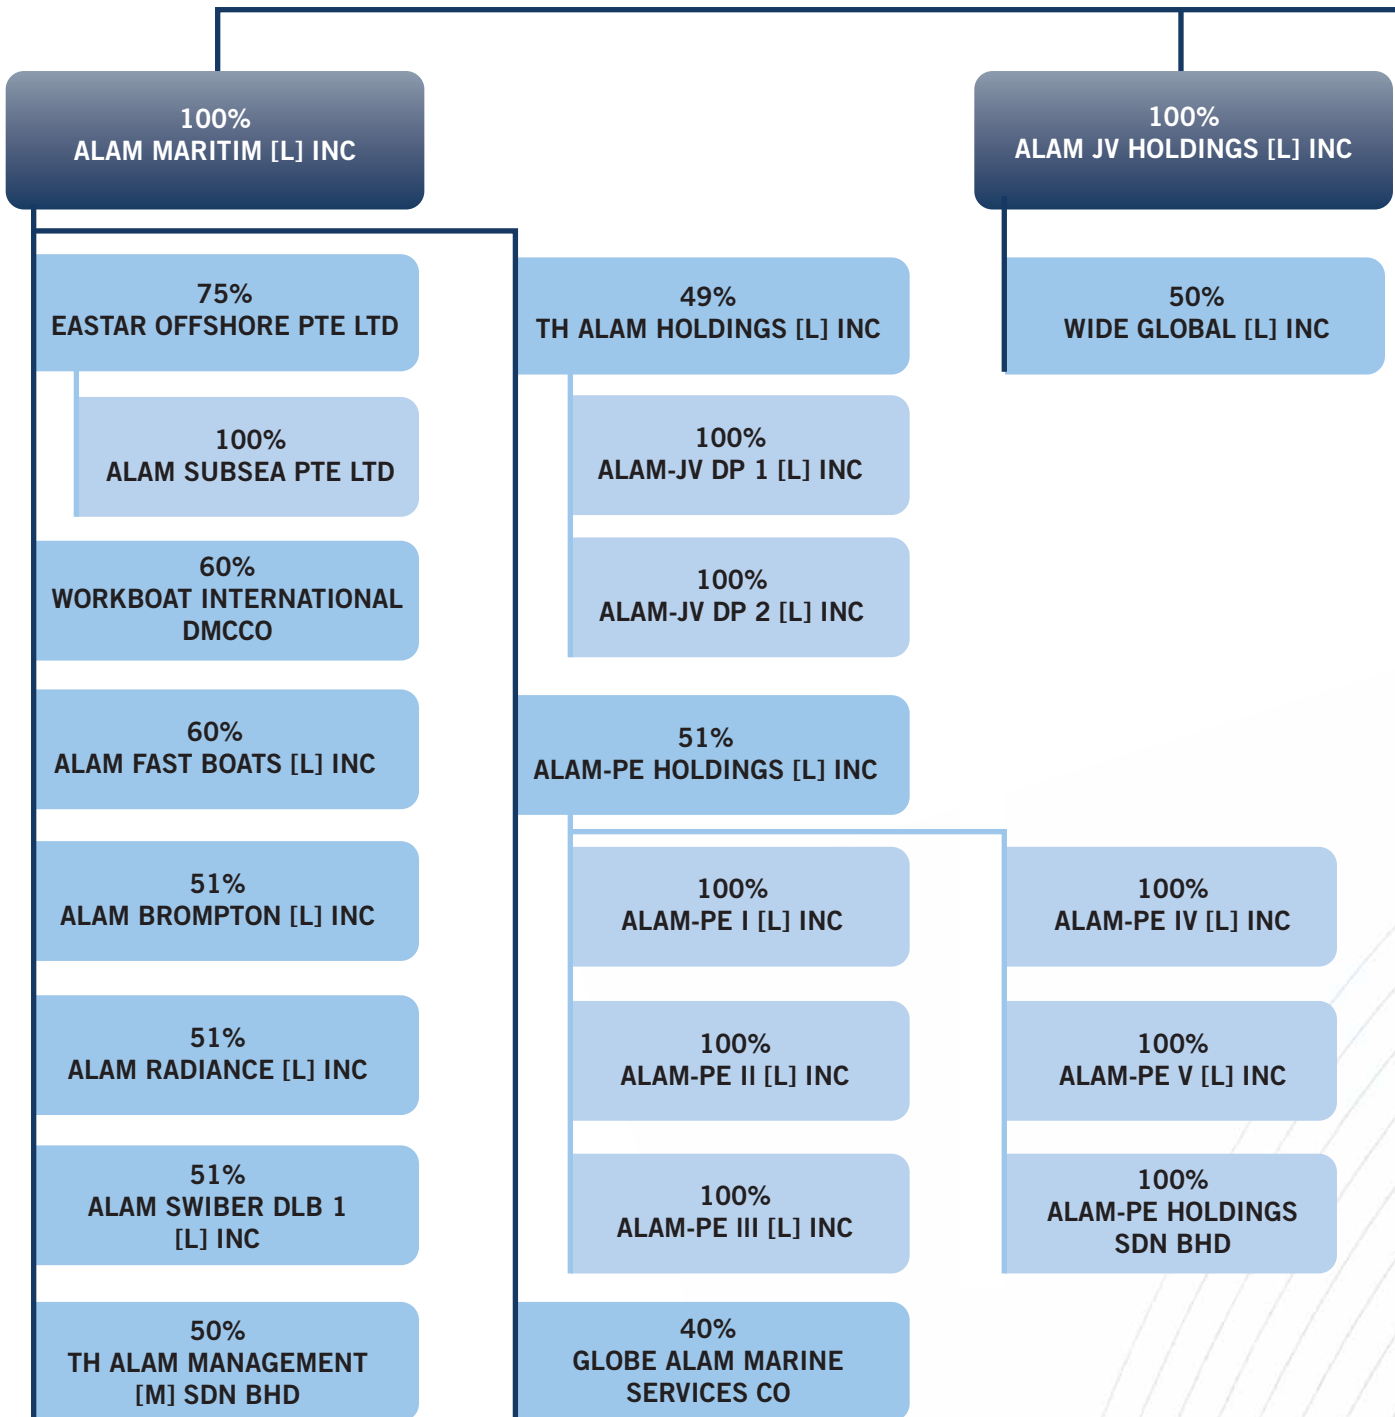 100%
ALAM MARITIM [L] INC
100%
ALAM JV HOLDINGS [L] INC
75%
EASTAR OFFSHORE PTE LTD
100%
ALAM SUBSEA PTE LTD
60%
WORKBOAT INTERNATIONAL
DMCCO
60%
ALAM FAST BOATS [L] INC
51%
ALAM BROMPTON [L] INC
51%
ALAM RADIANCE [L] INC
51%
ALAM SWIBER DLB 1
[L] INC
50%
TH ALAM MANAGEMENT
[M] SDN BHD
49%
TH ALAM HOLDINGS [L] INC
100%
ALAM-JV DP 1 [L] INC
100%
ALAM-JV DP 2 [L] INC
51%
ALAM-PE HOLDINGS [L] INC
100%
ALAM-PE I [L] INC
100%
ALAM-PE II [L] INC
100%
ALAM-PE III [L] INC
100%
ALAM-PE IV [L] INC
100%
ALAM-PE V [L] INC
100%
ALAM-PE HOLDINGS
SDN BHD
40%
GLOBE ALAM MARINE
SERVICES CO
50%
WIDE GLOBAL [L] INC